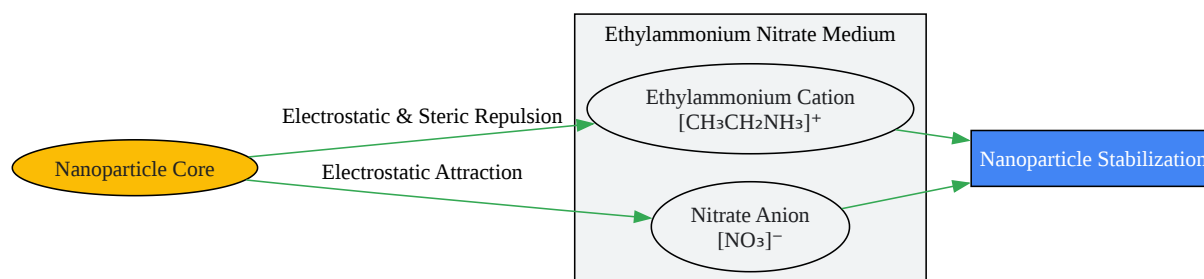 Ethylammonium Nitrate Medium
Ethylammonium Cation
[CH₃CH₂NH₃]⁺
Electrostatic & Steric Repulsion
Nanoparticle Core
Nanoparticle Stabilization
Electrostatic Attraction
Nitrate Anion
[NO₃]⁻